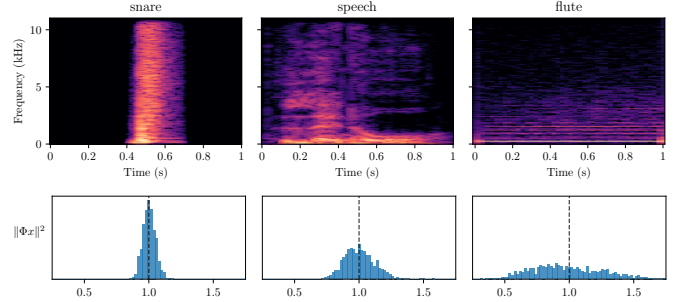 snare speech flute
Frequency (kHz)
10
5
0
0 0.2 0.4 0.6 0.8 1 0 0.2 0.4 0.6 0.8 1 0 0.2 0.4 0.6 0.8 1
Time (s) Time (s) Time (s)
‖Φx‖²
0.5 1.0 1.5 0.5 1.0 1.5 0.5 1.0 1.5